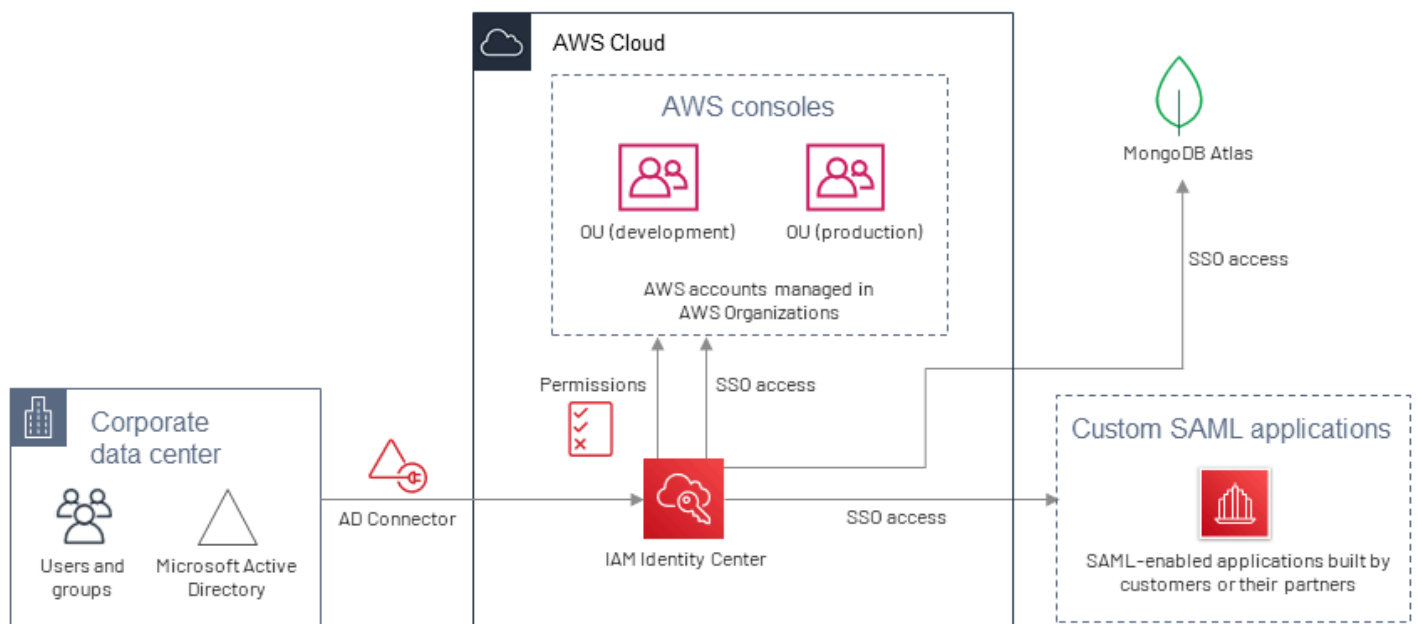 AWS Cloud
AWS consoles
OU (development)
OU (production)
AWS accounts managed in
AWS Organizations
MongoDB Atlas
SSO access
Permissions
SSO access
Corporate
data center
Users and
groups
Microsoft Active
Directory
AD Connector
IAM Identity Center
SSO access
Custom SAML applications
SAML-enabled applications built by
customers or their partners